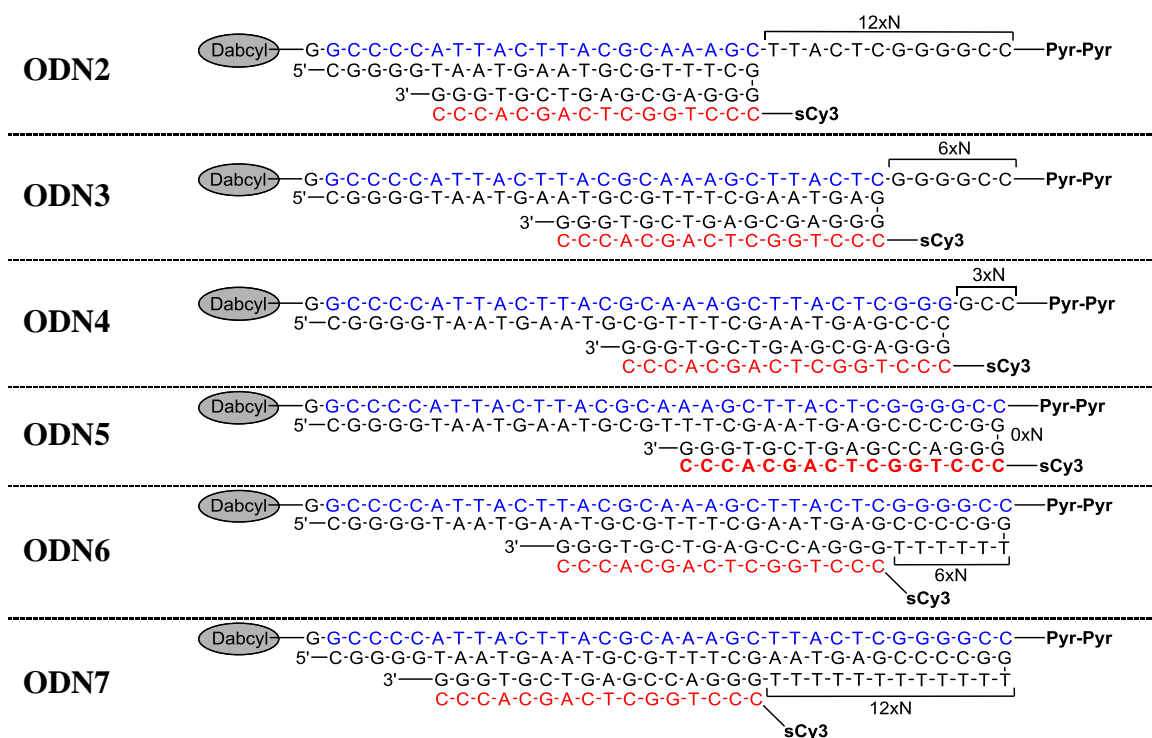 12xN
Dabcyl G-G-C-C-C-C-A-T-T-A-C-T-T-A-C-G-C-A-A-A-G-C-T-T-A-C-T-C-G-G-G-G-C-C Pyr-Pyr
ODN2
5'-C-G-G-G-G-T-A-A-T-G-A-A-T-G-C-G-T-T-T-C-G
3'-G-G-G-T-G-C-T-G-A-G-C-G-A-G-G-G
C-C-C-A-C-G-A-C-T-C-G-G-T-C-C-C sCy3
6xN
Dabcyl G-G-C-C-C-C-A-T-T-A-C-T-T-A-C-G-C-A-A-A-G-C-T-T-A-C-T-C-G-G-G-G-C-C Pyr-Pyr
ODN3
5'-C-G-G-G-G-T-A-A-T-G-A-A-T-G-C-G-T-T-T-C-G-A-A-T-G-A-G
3'-G-G-G-T-G-C-T-G-A-G-C-G-A-G-G-G
C-C-C-A-C-G-A-C-T-C-G-G-T-C-C-C sCy3
3xN
Dabcyl G-G-C-C-C-C-A-T-T-A-C-T-T-A-C-G-C-A-A-A-G-C-T-T-A-C-T-C-G-G-G G-C-C Pyr-Pyr
ODN4
5'-C-G-G-G-G-T-A-A-T-G-A-A-T-G-C-G-T-T-T-C-G-A-A-T-G-A-G-C-C-C
3'-G-G-G-T-G-C-T-G-A-G-C-G-A-G-G-G
C-C-C-A-C-G-A-C-T-C-G-G-T-C-C-C sCy3
Dabcyl G-G-C-C-C-C-A-T-T-A-C-T-T-A-C-G-C-A-A-A-G-C-T-T-A-C-T-C-G-G-G-G-C-C Pyr-Pyr
ODN5
5'-C-G-G-G-G-T-A-A-T-G-A-A-T-G-C-G-T-T-T-C-G-A-A-T-G-A-G-C-C-C-C-G-G
0xN
3'-G-G-G-T-G-C-T-G-A-G-C-C-A-G-G-G
C-C-C-A-C-G-A-C-T-C-G-G-T-C-C-C sCy3
Dabcyl G-G-C-C-C-C-A-T-T-A-C-T-T-A-C-G-C-A-A-A-G-C-T-T-A-C-T-C-G-G-G-G-C-C Pyr-Pyr
ODN6
5'-C-G-G-G-G-T-A-A-T-G-A-A-T-G-C-G-T-T-T-C-G-A-A-T-G-A-G-C-C-C-C-G-G
3'-G-G-G-T-G-C-T-G-A-G-C-C-A-G-G-G-T-T-T-T-T-T
C-C-C-A-C-G-A-C-T-C-G-G-T-C-C-C
6xN
sCy3
Dabcyl G-G-C-C-C-C-A-T-T-A-C-T-T-A-C-G-C-A-A-A-G-C-T-T-A-C-T-C-G-G-G-G-C-C Pyr-Pyr
ODN7
5'-C-G-G-G-G-T-A-A-T-G-A-A-T-G-C-G-T-T-T-C-G-A-A-T-G-A-G-C-C-C-C-G-G
3'-G-G-G-T-G-C-T-G-A-G-C-C-A-G-G-G-T-T-T-T-T-T-T-T-T-T-T-T
C-C-C-A-C-G-A-C-T-C-G-G-T-C-C-C
12xN
sCy3